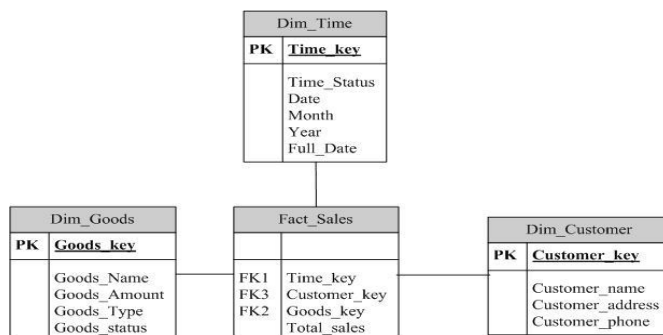 Dim_Time
PK Time_key
Time_Status
Date
Month
Year
Full_Date
Dim_Goods
PK Goods_key
Goods_Name
Goods_Amount
Goods_Type
Goods_status
Fact_Sales
FK1 Time_key
FK3 Customer_key
FK2 Goods_key
Total_sales
Dim_Customer
PK Customer_key
Customer_name
Customer_address
Customer_phone